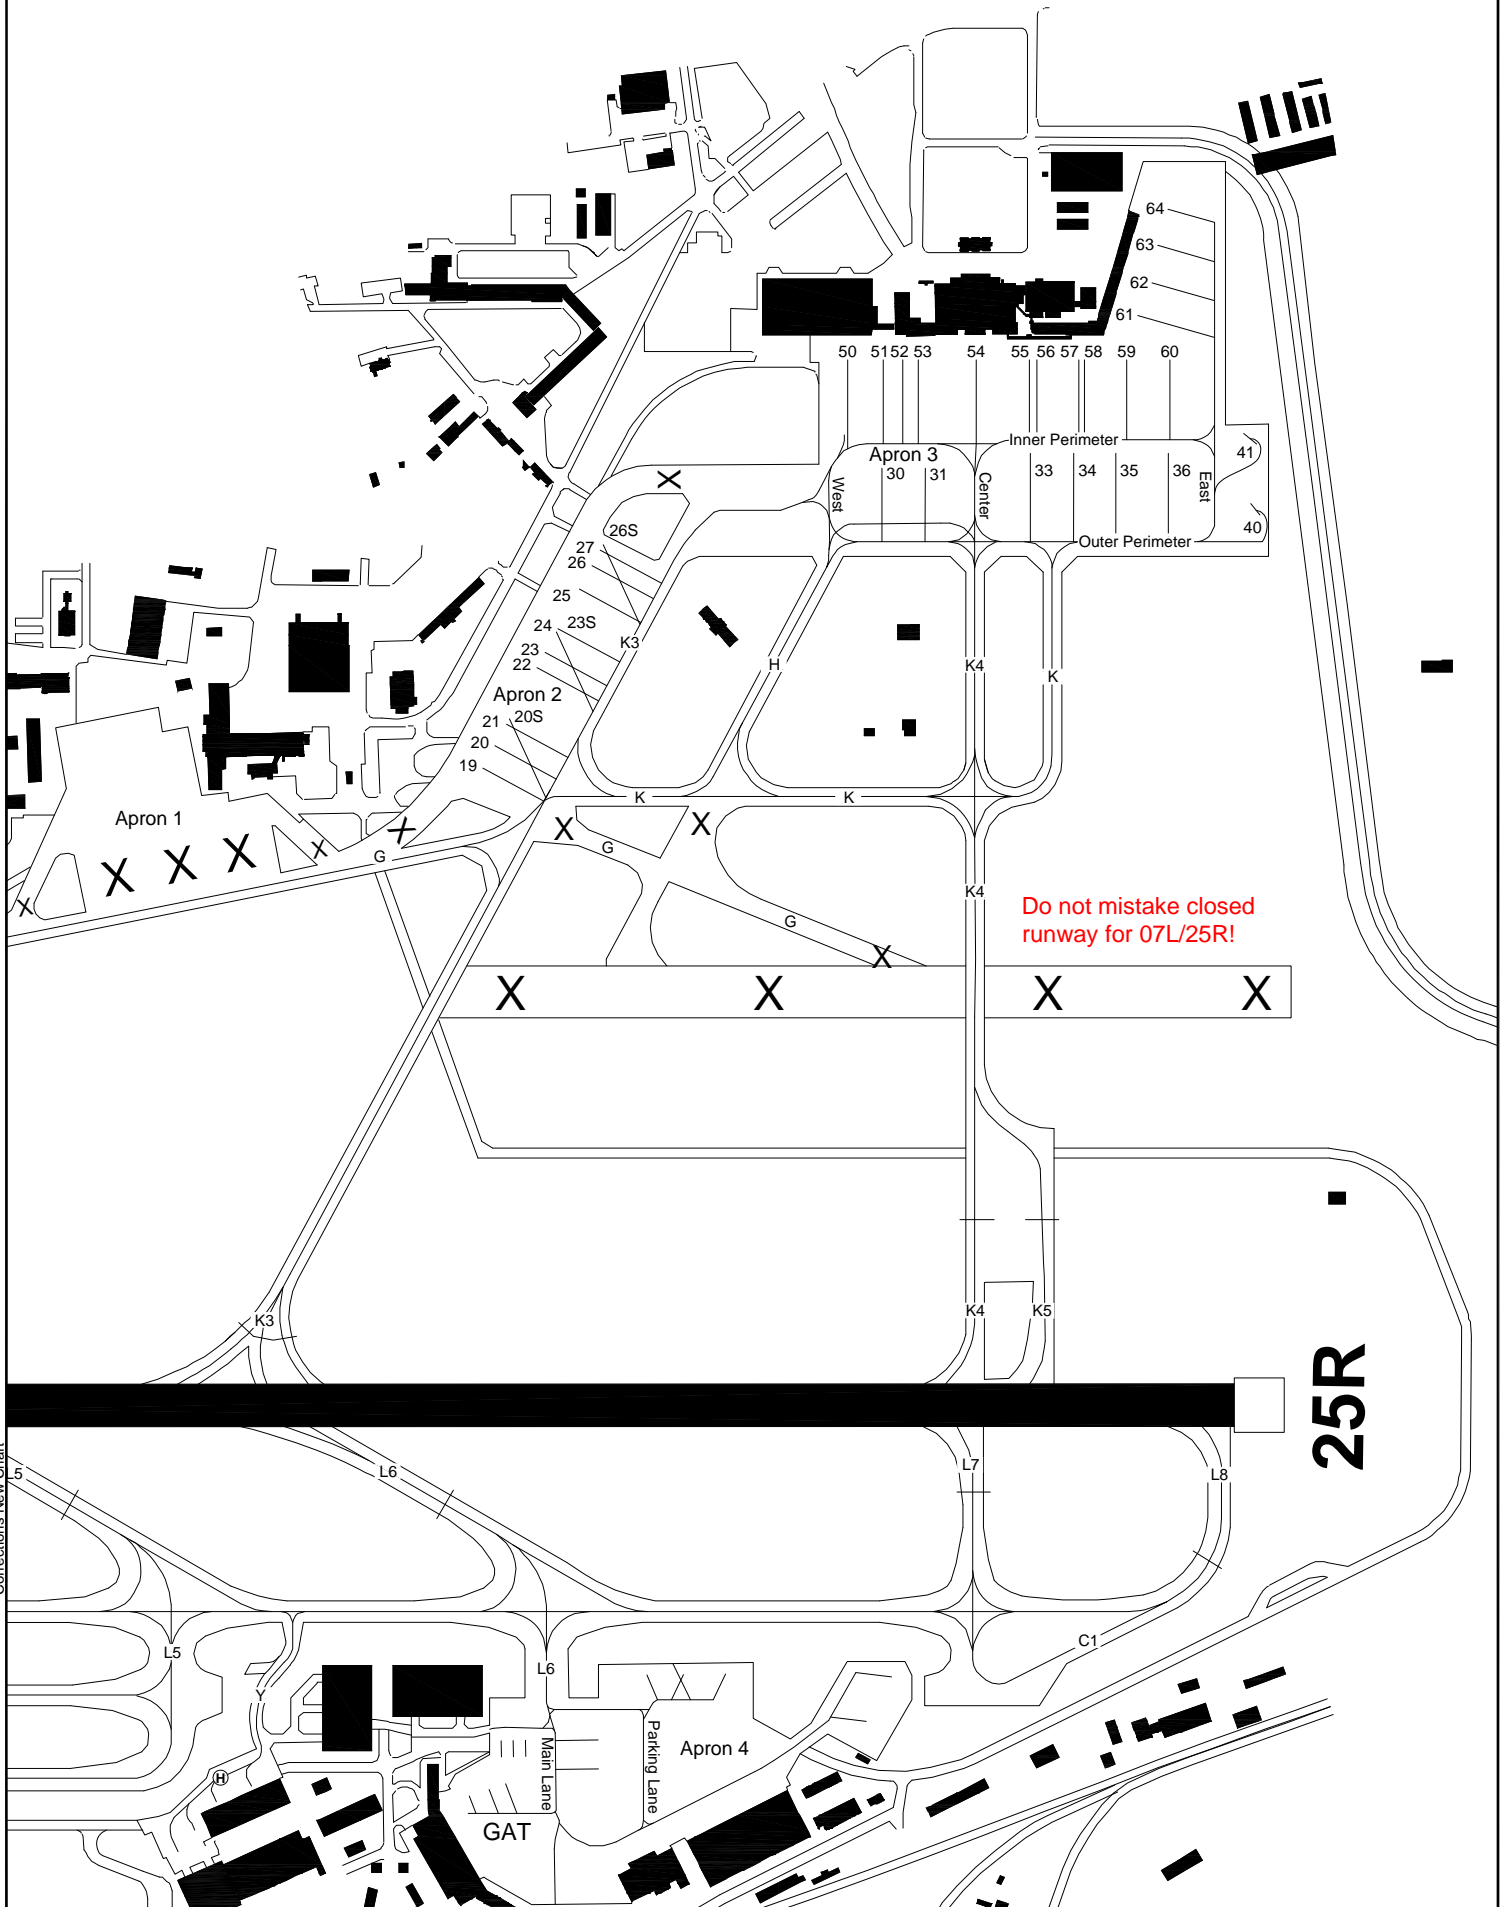 64
63
62
61
50 51 52 53 54 55 56 57 58 59 60
Inner Perimeter
Apron 3
41
30 31 33 34 35 36
West
Center
East
X
40
26S
27
Outer Perimeter
26
25
24 23S
K3
23
22
H
K4
K
Apron 2
21 20S
20
19
K
K
Apron 1
X
X
X
X
G
G
X X X
X
X
K4
Do not mistake closed
runway for 07L/25R!
G
X
X X X X
K3
K4
K5
25R
L5
L6
L7
L8
L5
L6
C1
Y
Main Lane
Parking Lane
Apron 4
H
GAT